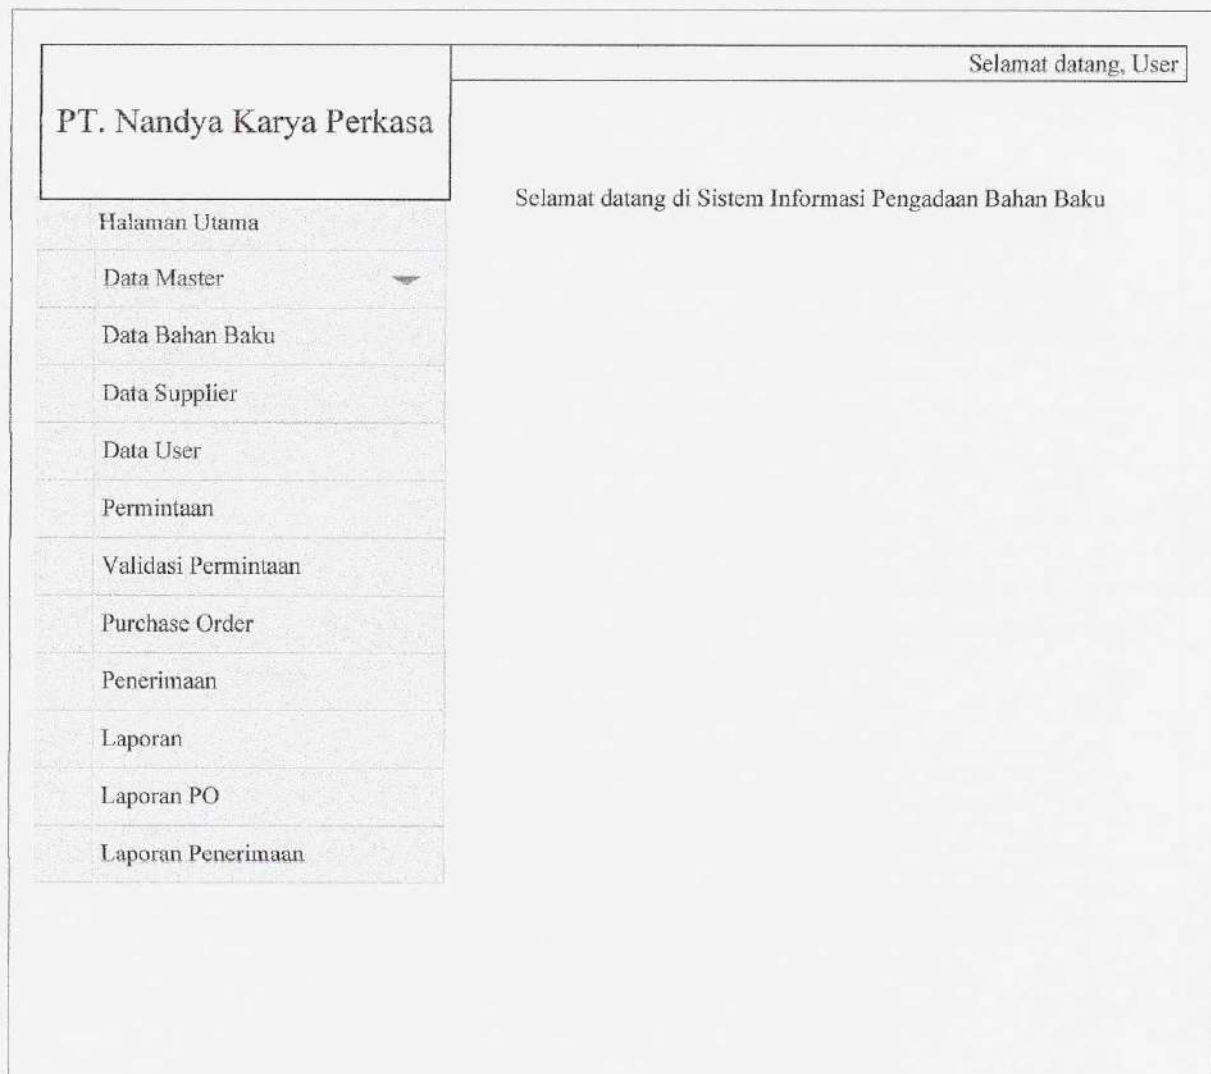 Selamat datang, User
PT. Nandya Karya Perkasa
Selamat datang di Sistem Informasi Pengadaan Bahan Baku
Halaman Utama
Data Master
Data Bahan Baku
Data Supplier
Data User
Permintaan
Validasi Permintaan
Purchase Order
Penerimaan
Laporan
Laporan PO
Laporan Penerimaan